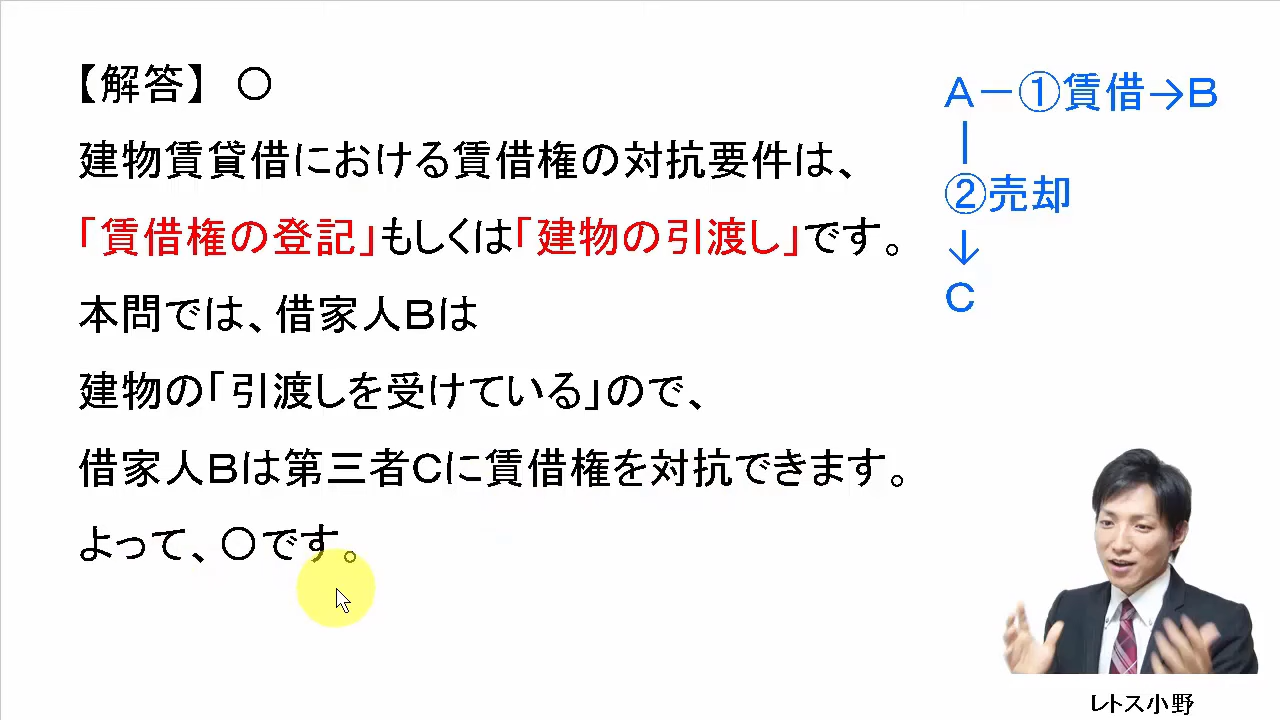 【解答】 ○
建物賃貸借における賃借権の対抗要件は、
「賃借権の登記」もしくは「建物の引渡し」です。
本問では、借家人Bは
建物の「引渡しを受けている」ので、
借家人Bは第三者Cに賃借権を対抗できます。
よって、○です。
A－①賃借→B
｜
②売却
↓
C
レトス小野